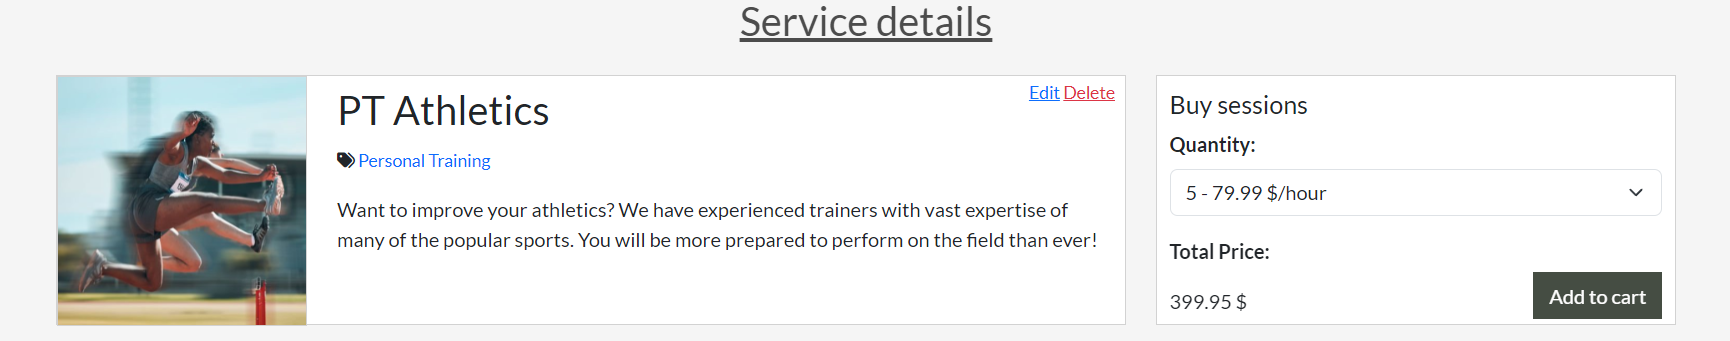 Service details
PT Athletics
Edit Delete
Personal Training
Want to improve your athletics? We have experienced trainers with vast expertise of
many of the popular sports. You will be more prepared to perform on the field than ever!
Buy sessions
Quantity:
5 - 79.99 $/hour
Total Price:
399.95 $
Add to cart